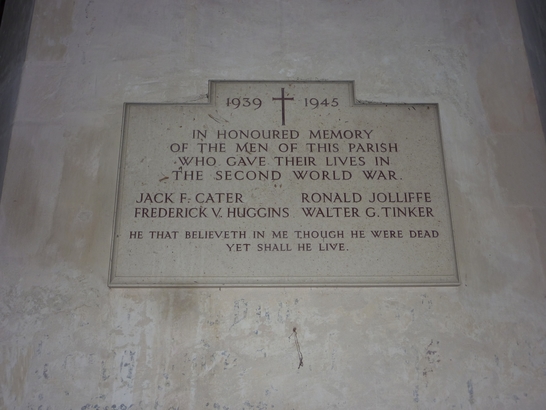 1939 1945
IN HONOURED MEMORY
OF THE MEN OF THIS PARISH
WHO GAVE THEIR LIVES IN
THE SECOND WORLD WAR.
JACK F. CATER RONALD JOLLIFFE
FREDERICK V. HUGGINS WALTER G. TINKER
HE THAT BELIEVETH IN ME THOUGH HE WERE DEAD
YET SHALL HE LIVE.